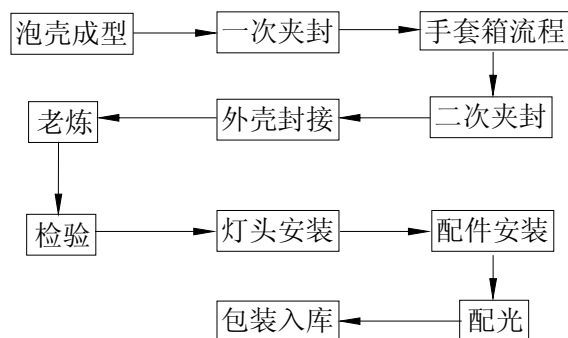 泡壳成型
一次夹封
手套箱流程
二次夹封
外壳封接
老炼
检验
灯头安装
配件安装
配光
包装入库